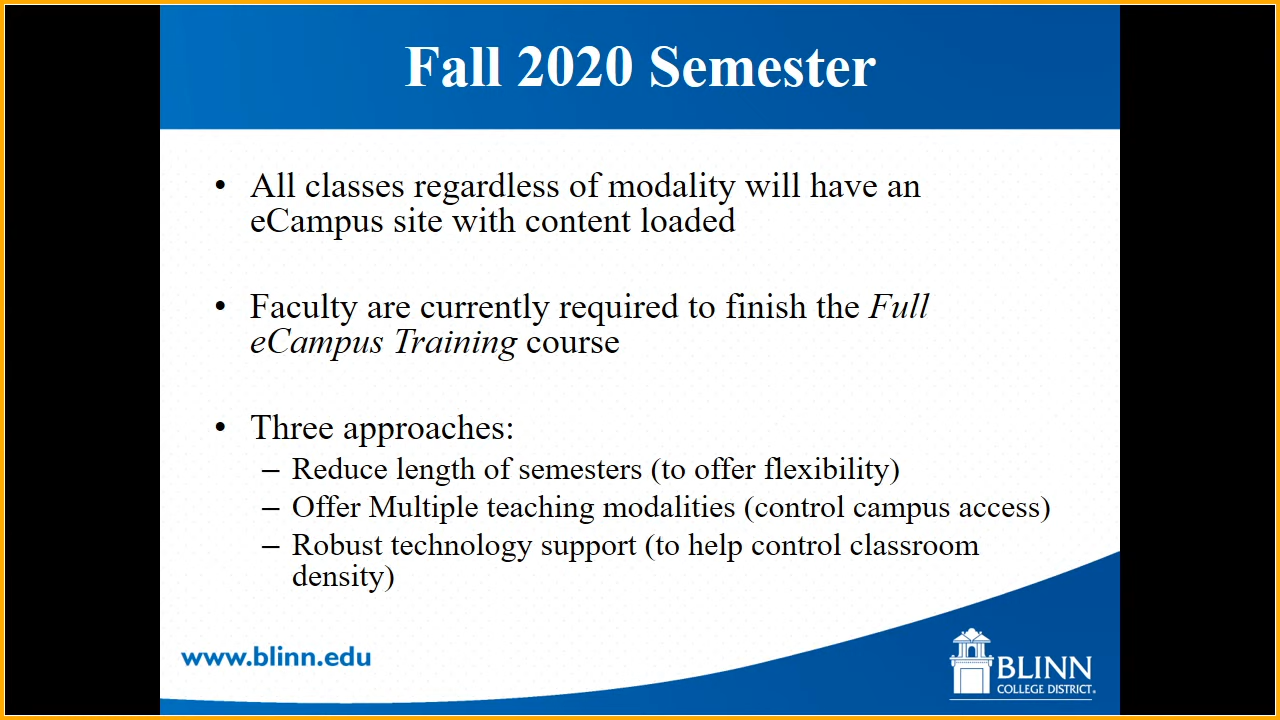 Fall 2020 Semester
• All classes regardless of modality will have an
eCampus site with content loaded
• Faculty are currently required to finish the Full
eCampus Training course
• Three approaches:
– Reduce length of semesters (to offer flexibility)
– Offer Multiple teaching modalities (control campus access)
– Robust technology support (to help control classroom
density)
www.blinn.edu
BLINN
COLLEGE DISTRICT.